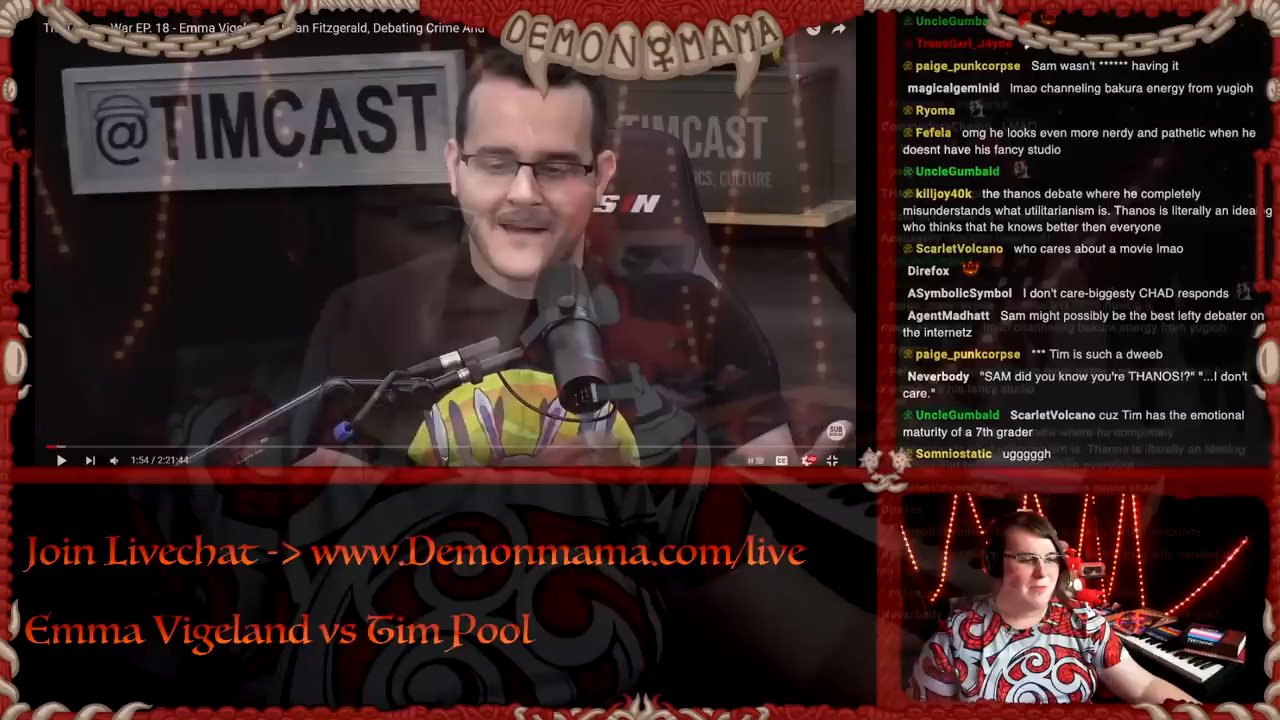 War EP. 18 - Emma
an Fitzgerald, Debating Crime And
DEMON MAMA
@TIMCAST
TIMCAST
ICS, CULTURE
1:54 / 2:21:44
CC
SUB
Join Livechat -> www.Demonmama.com/live
Emma Vigeland vs Tim Pool
UncleGumba
TransGarl_J4yde
paige_punkcorpse Sam wasn't ****** having it
magicalgeminid lmao channeling bakura energy from yugioh
Ryoma
Fefela omg he looks even more nerdy and pathetic when he
doesnt have his fancy studio
UncleGumbald
killjoy40k the thanos debate where he completely
misunderstands what utilitarianism is. Thanos is literally an idealog
who thinks that he knows better then everyone
ScarletVolcano who cares about a movie lmao
Direfox
ASymbolicSymbol I don't care-biggesty CHAD responds
AgentMadhatt Sam might possibly be the best lefty debater on
the internetz
paige_punkcorpse *** Tim is such a dweeb
Neverbody "SAM did you know you're THANOS!?" "...I don't
care."
UncleGumbald ScarletVolcano cuz Tim has the emotional
maturity of a 7th grader
Somniostatic ugggggh